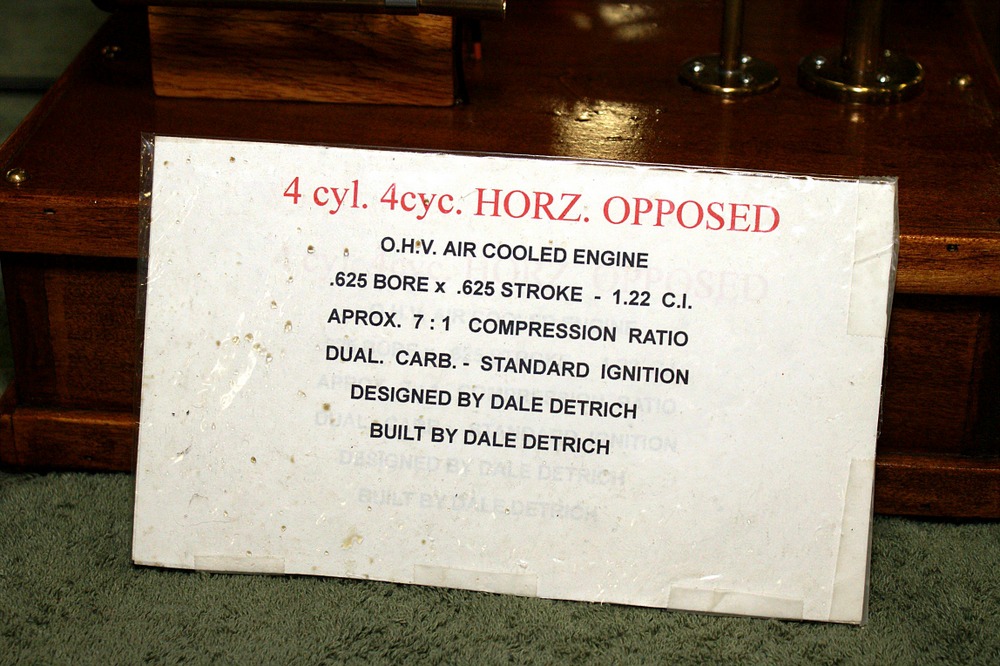 4 cyl. 4cyc. HORZ. OPPOSED
O.H.V. AIR COOLED ENGINE
.625 BORE x .625 STROKE - 1.22 C.I.
APROX. 7 : 1 COMPRESSION RATIO
DUAL. CARB. - STANDARD IGNITION
DESIGNED BY DALE DETRICH
BUILT BY DALE DETRICH